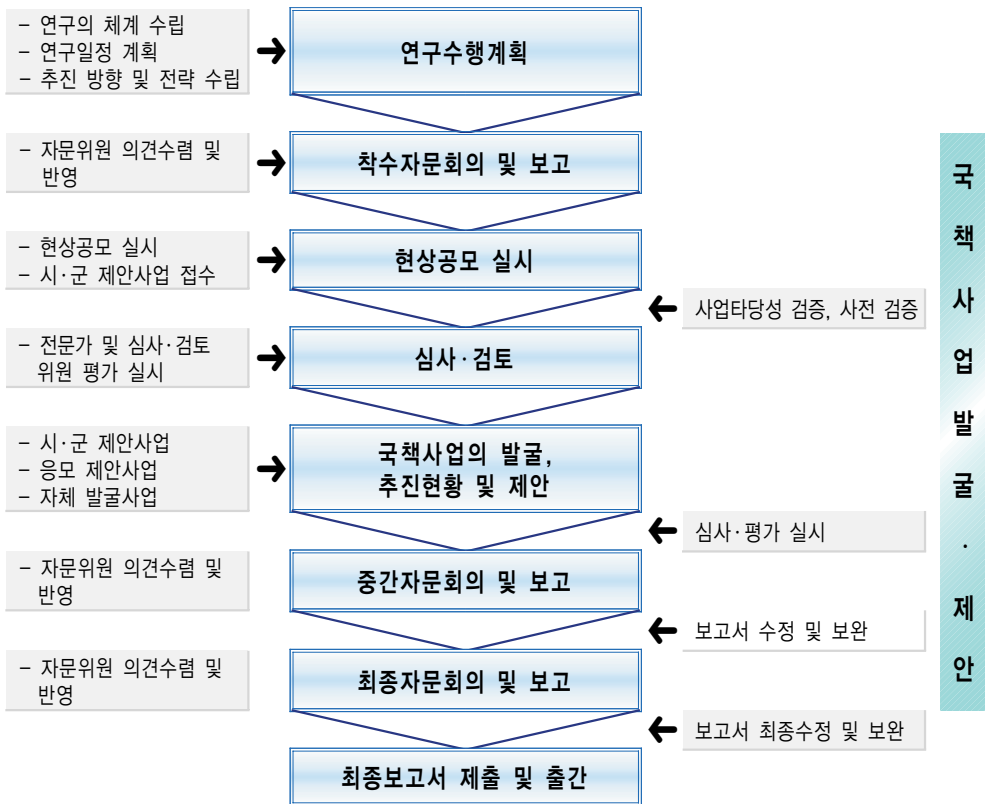 – 연구의 체계 수립
– 연구일정 계획
– 추진 방향 및 전략 수립
연구수행계획
– 자문위원 의견수렴 및
반영
착수자문회의 및 보고
– 현상공모 실시
– 시·군 제안사업 접수
현상공모 실시
사업타당성 검증, 사전 검증
– 전문가 및 심사·검토
위원 평가 실시
심사·검토
– 시·군 제안사업
– 응모 제안사업
– 자체 발굴사업
국책사업의 발굴,
추진현황 및 제안
심사·평가 실시
– 자문위원 의견수렴 및
반영
중간자문회의 및 보고
보고서 수정 및 보완
– 자문위원 의견수렴 및
반영
최종자문회의 및 보고
보고서 최종수정 및 보완
최종보고서 제출 및 출간
국책사업발굴·제안